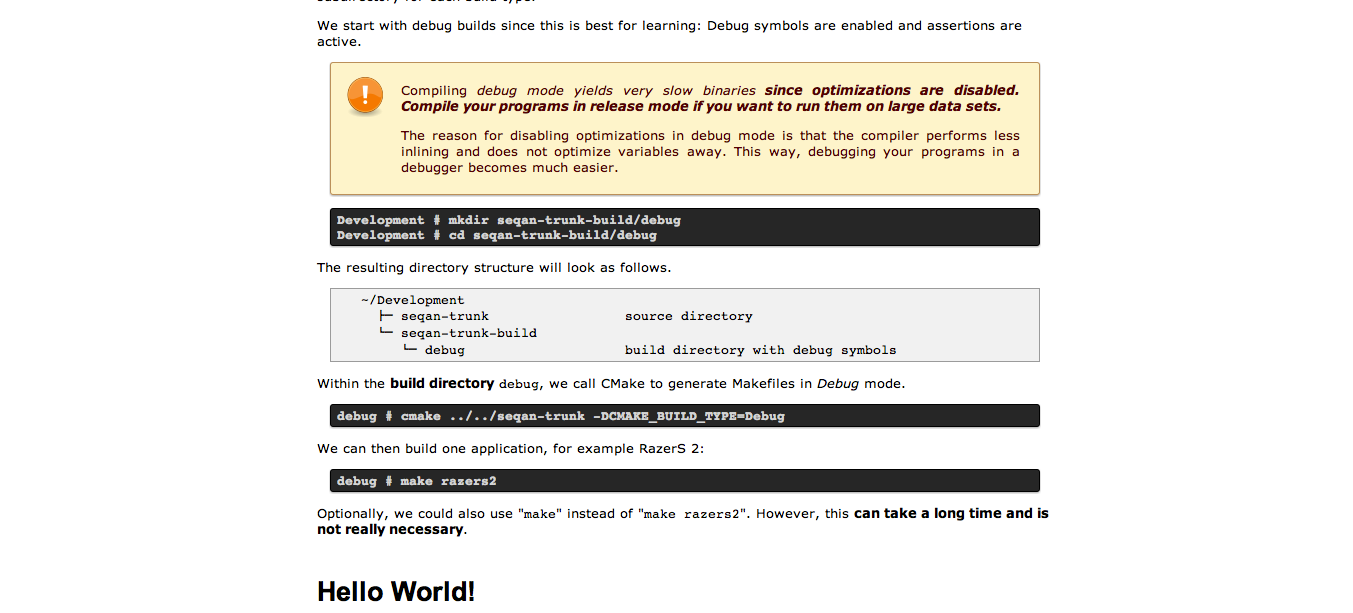 We start with debug builds since this is best for learning: Debug symbols are enabled and assertions are
active.
Compiling debug mode yields very slow binaries since optimizations are disabled.
Compile your programs in release mode if you want to run them on large data sets.
The reason for disabling optimizations in debug mode is that the compiler performs less
inlining and does not optimize variables away. This way, debugging your programs in a
debugger becomes much easier.
Development # mkdir seqan-trunk-build/debug
Development # cd seqan-trunk-build/debug
The resulting directory structure will look as follows.
~/Development
├─ seqan-trunk source directory
└─ seqan-trunk-build
└─ debug build directory with debug symbols
Within the build directory debug, we call CMake to generate Makefiles in Debug mode.
debug # cmake ../../seqan-trunk -DCMAKE_BUILD_TYPE=Debug
We can then build one application, for example RazerS 2:
debug # make razers2
Optionally, we could also use "make" instead of "make razers2". However, this can take a long time and is
not really necessary.
Hello World!